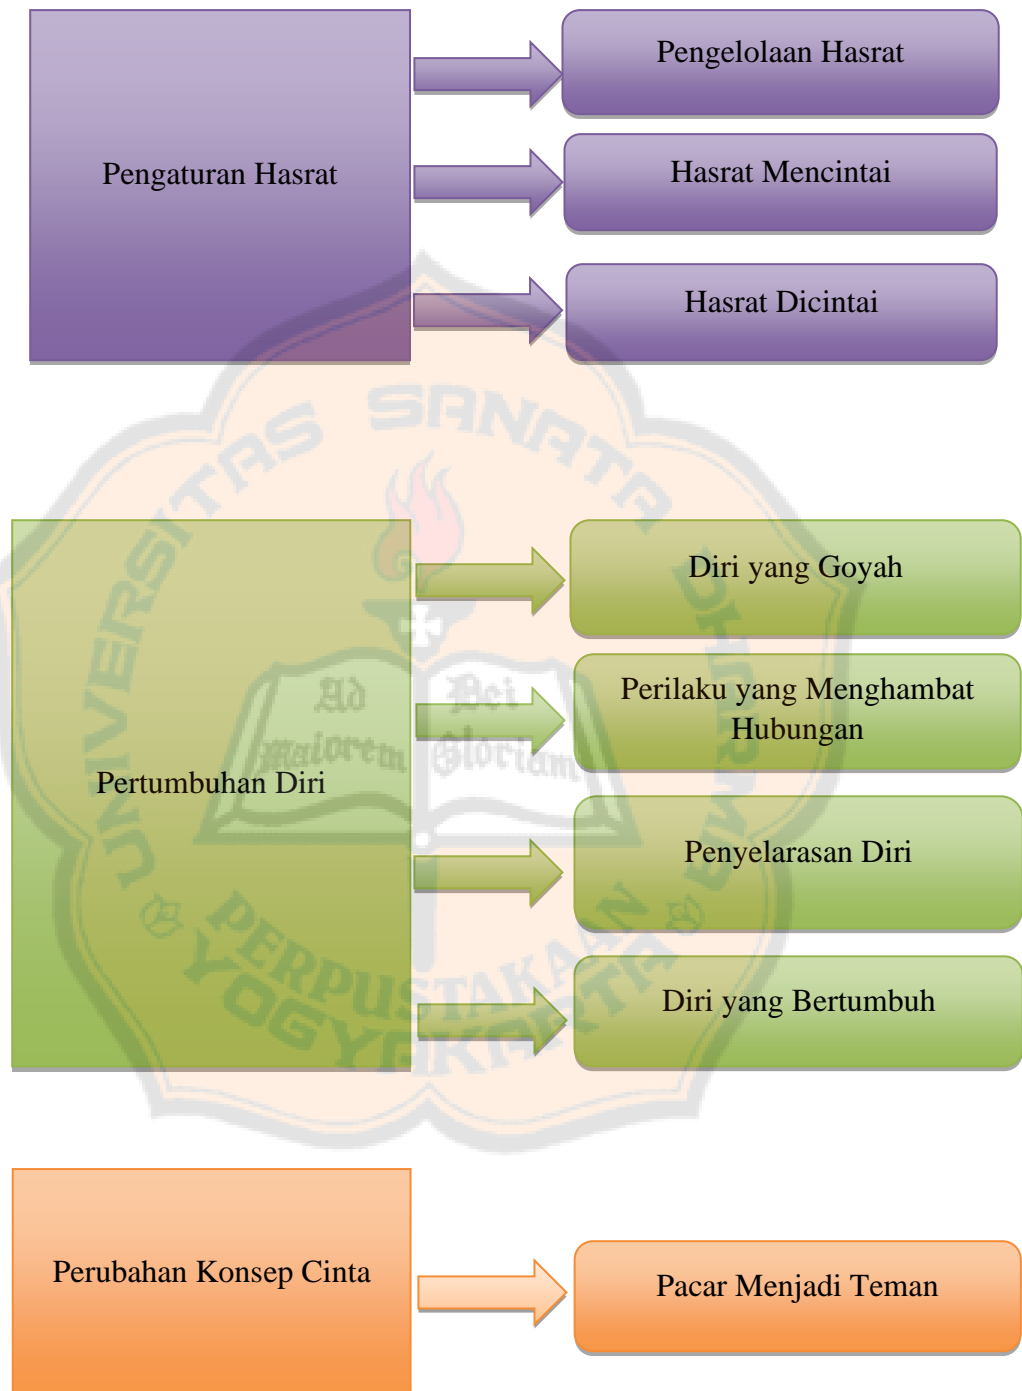 Pengaturan Hasrat
Pengelolaan Hasrat
Hasrat Mencintai
Hasrat Dicintai
Pertumbuhan Diri
Diri yang Goyah
Perilaku yang Menghambat
Hubungan
Penyelarasan Diri
Diri yang Bertumbuh
Perubahan Konsep Cinta
Pacar Menjadi Teman
UNIVERSITAS SANATA DHARMA
Ad Dei
maiorem Gloriam
PERPUSTAKAAN
YOGYAKARTA